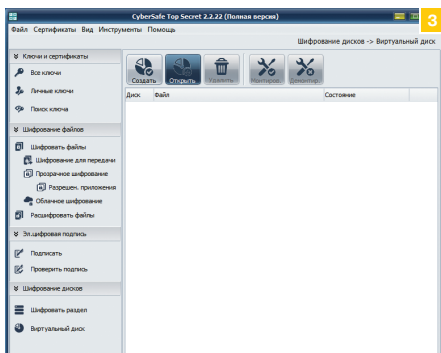 CyberSafe Top Secret 2.2.22 (Полная версия)
3
Файл Сертификаты Вид Инструменты Помощь
Шифрование дисков -> Виртуальный диск
Ключи и сертификаты
Все ключи
Личные ключи
Поиск ключа
Шифрование файлов
Шифровать файлы
Шифрование для передачи
Прозрачное шифрование
Разрешен. приложения
Облачное шифрование
Расшифровать файлы
Эл.цифровая подпись
Подписать
Проверить подпись
Шифрование дисков
Шифровать раздел
Виртуальный диск
Создать Открыть Удалить Монтиров. Демонтир.
Диск Файл Состояние